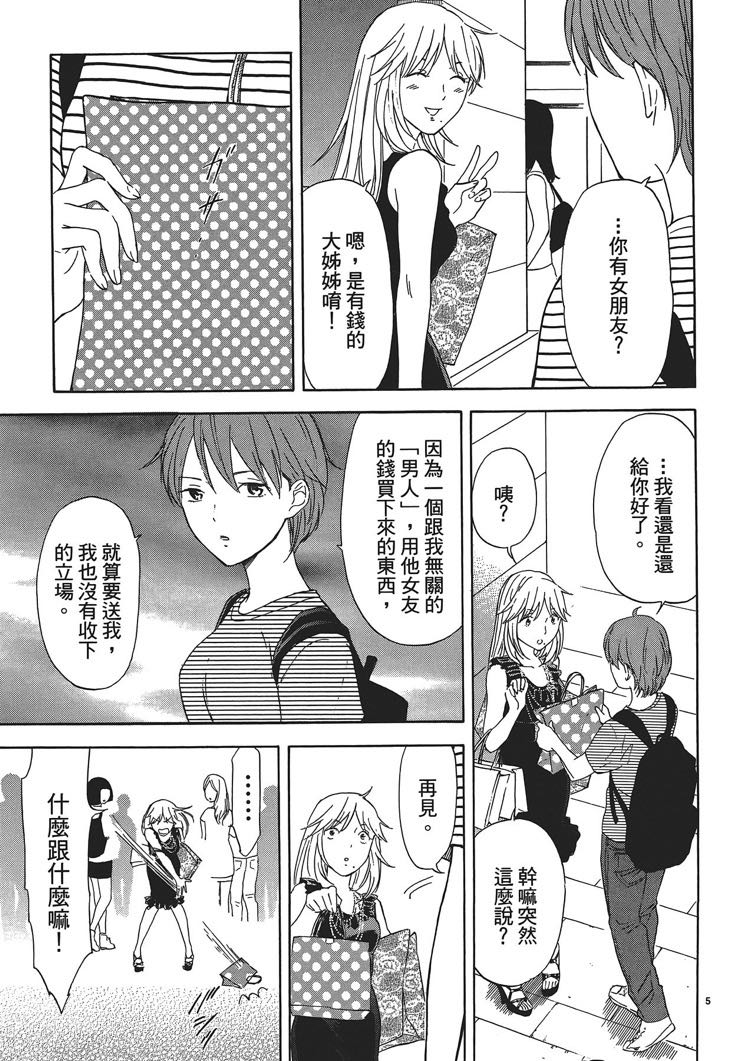 …你有女朋友？
嗯，是有錢的
大姊姊唷！
ガサ…
…我看還是還
給你好了。
咦？
幹嘛突然
這麼說？
因為一個跟我無關的
「男人」，用他女友
的錢買下來的東西，
就算要送我，
我也沒有收下
的立場。
再見。
……
什麼跟什麼嘛！
5